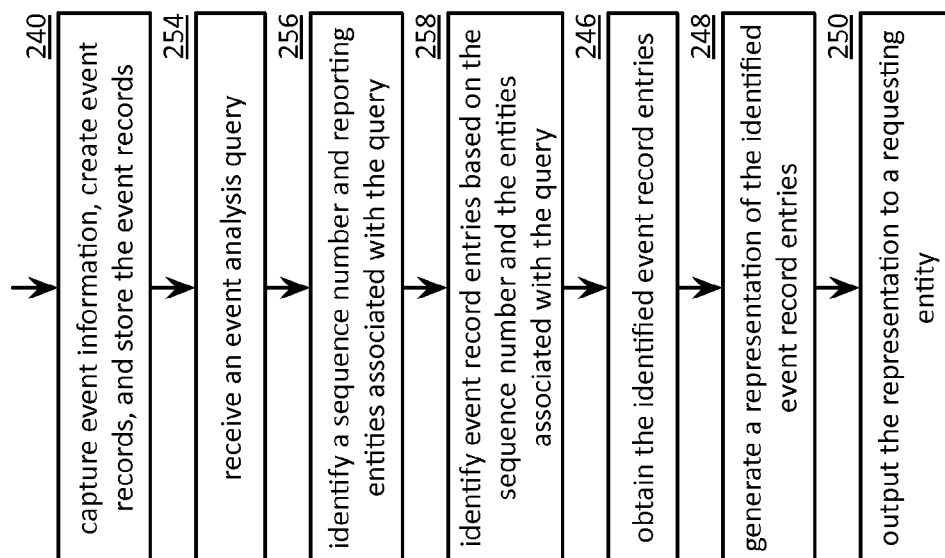 240
capture event information, create event
records, and store the event records
254
receive an event analysis query
256
identify a sequence number and reporting
entities associated with the query
258
identify event record entries based on the
sequence number and the entities
associated with the query
246
obtain the identified event record entries
248
generate a representation of the identified
event record entries
250
output the representation to a requesting
entity